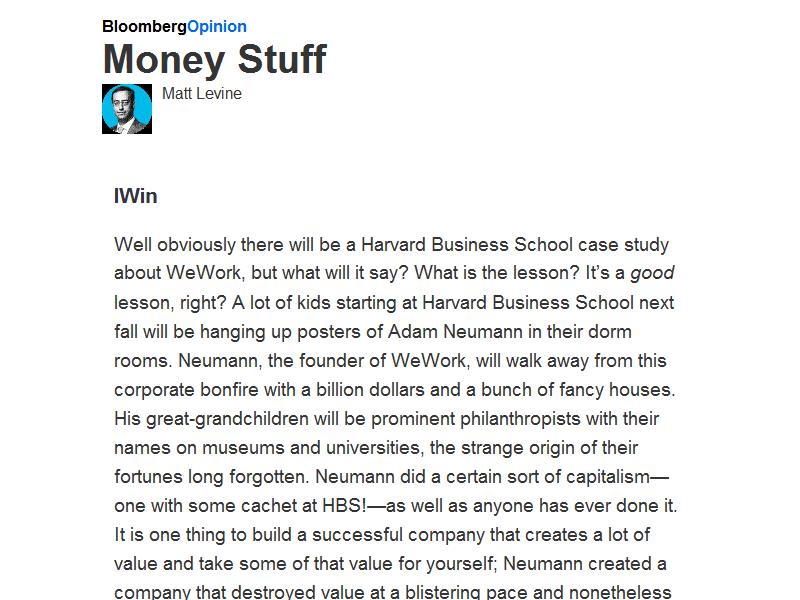 BloombergOpinion
Money Stuff
Matt Levine
IWin
Well obviously there will be a Harvard Business School case study
about WeWork, but what will it say? What is the lesson? It’s a good
lesson, right? A lot of kids starting at Harvard Business School next
fall will be hanging up posters of Adam Neumann in their dorm
rooms. Neumann, the founder of WeWork, will walk away from this
corporate bonfire with a billion dollars and a bunch of fancy houses.
His great-grandchildren will be prominent philanthropists with their
names on museums and universities, the strange origin of their
fortunes long forgotten. Neumann did a certain sort of capitalism—
one with some cachet at HBS!—as well as anyone has ever done it.
It is one thing to build a successful company that creates a lot of
value and take some of that value for yourself; Neumann created a
company that destroyed value at a blistering pace and nonetheless